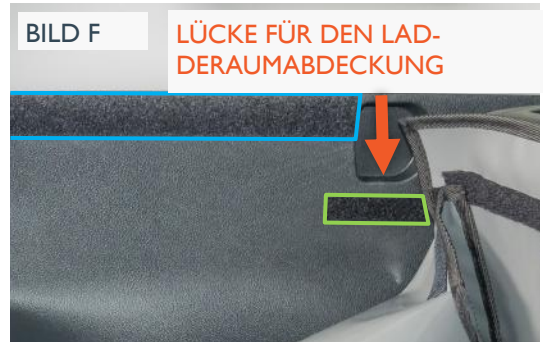 BILD F
LÜCKE FÜR DEN LAD-
DERAUMABDECKUNG